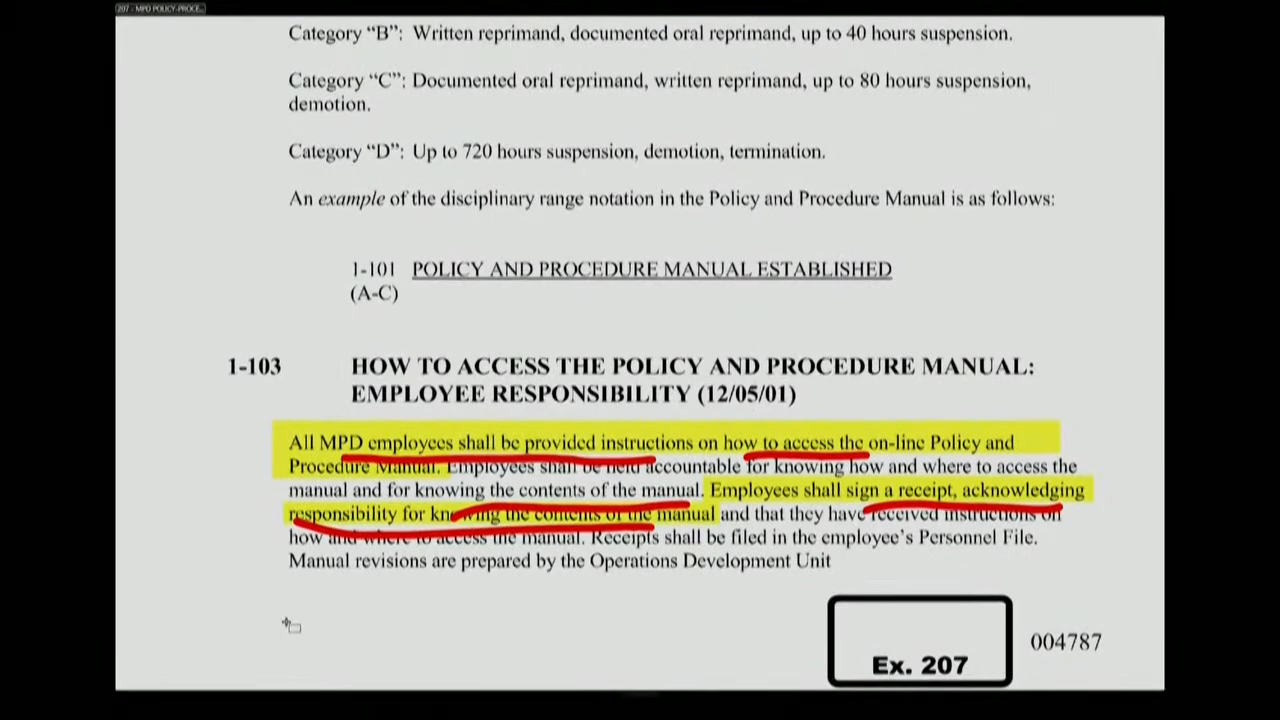 207 - MPD POLICY-PROCE...
Category “B”: Written reprimand, documented oral reprimand, up to 40 hours suspension.
Category “C”: Documented oral reprimand, written reprimand, up to 80 hours suspension,
demotion.
Category “D”: Up to 720 hours suspension, demotion, termination.
An example of the disciplinary range notation in the Policy and Procedure Manual is as follows:
1-101 POLICY AND PROCEDURE MANUAL ESTABLISHED
(A-C)
1-103 HOW TO ACCESS THE POLICY AND PROCEDURE MANUAL:
EMPLOYEE RESPONSIBILITY (12/05/01)
All MPD employees shall be provided instructions on how to access the on-line Policy and
Procedure Manual. Employees shall be held accountable for knowing how and where to access the
manual and for knowing the contents of the manual. Employees shall sign a receipt, acknowledging
responsibility for knowing the contents of the manual and that they have received instructions on
how and where to access the manual. Receipts shall be filed in the employee’s Personnel File.
Manual revisions are prepared by the Operations Development Unit
Ex. 207
004787